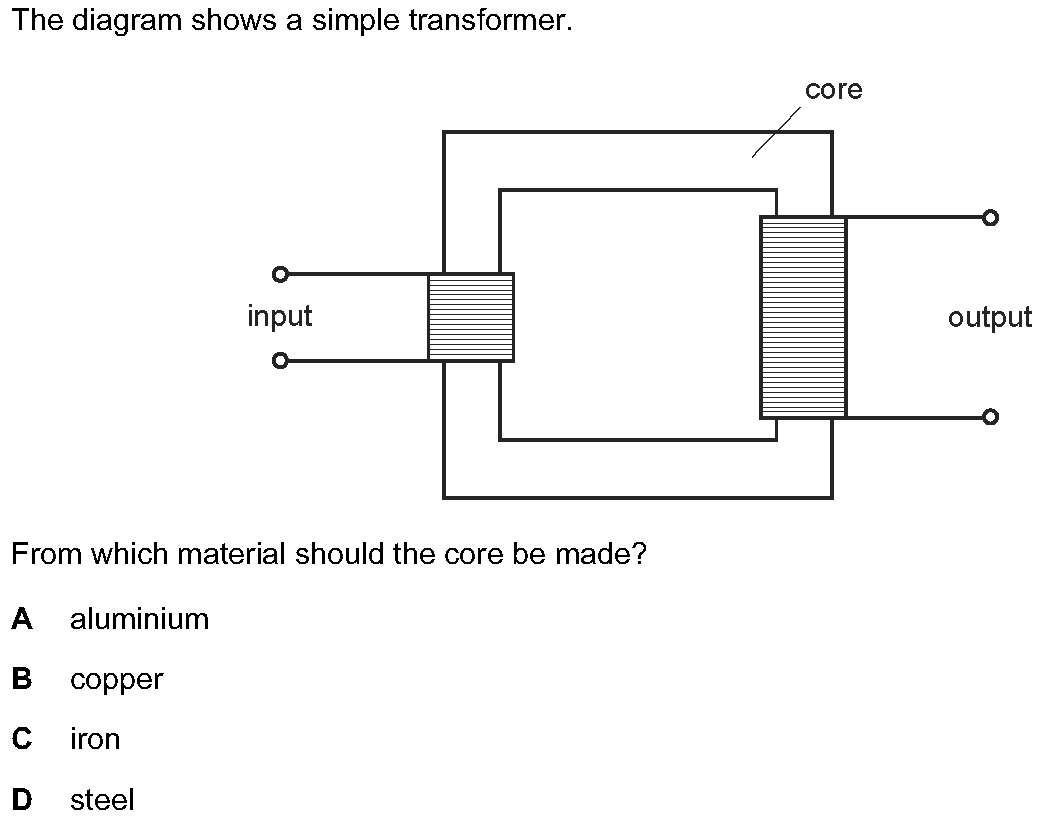 The diagram shows a simple transformer.
core
input
output
From which material should the core be made?
A aluminium
B copper
C iron
D steel